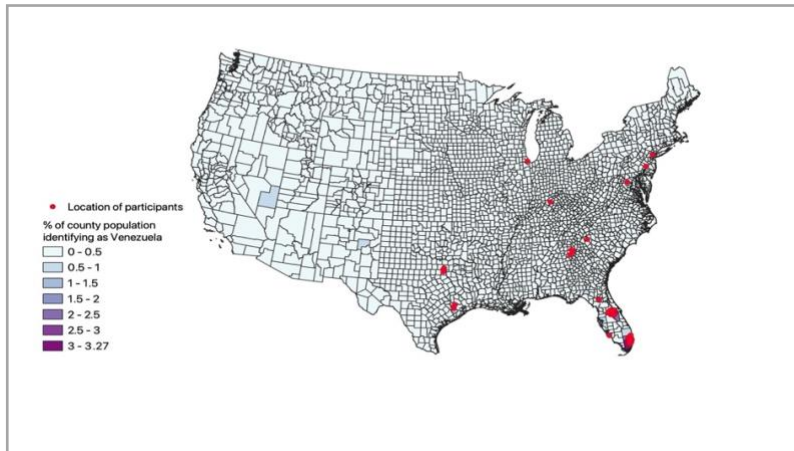 Location of participants
% of county population
identifying as Venezuela
0 - 0.5
0.5 - 1
1 - 1.5
1.5 - 2
2 - 2.5
2.5 - 3
3 - 3.27